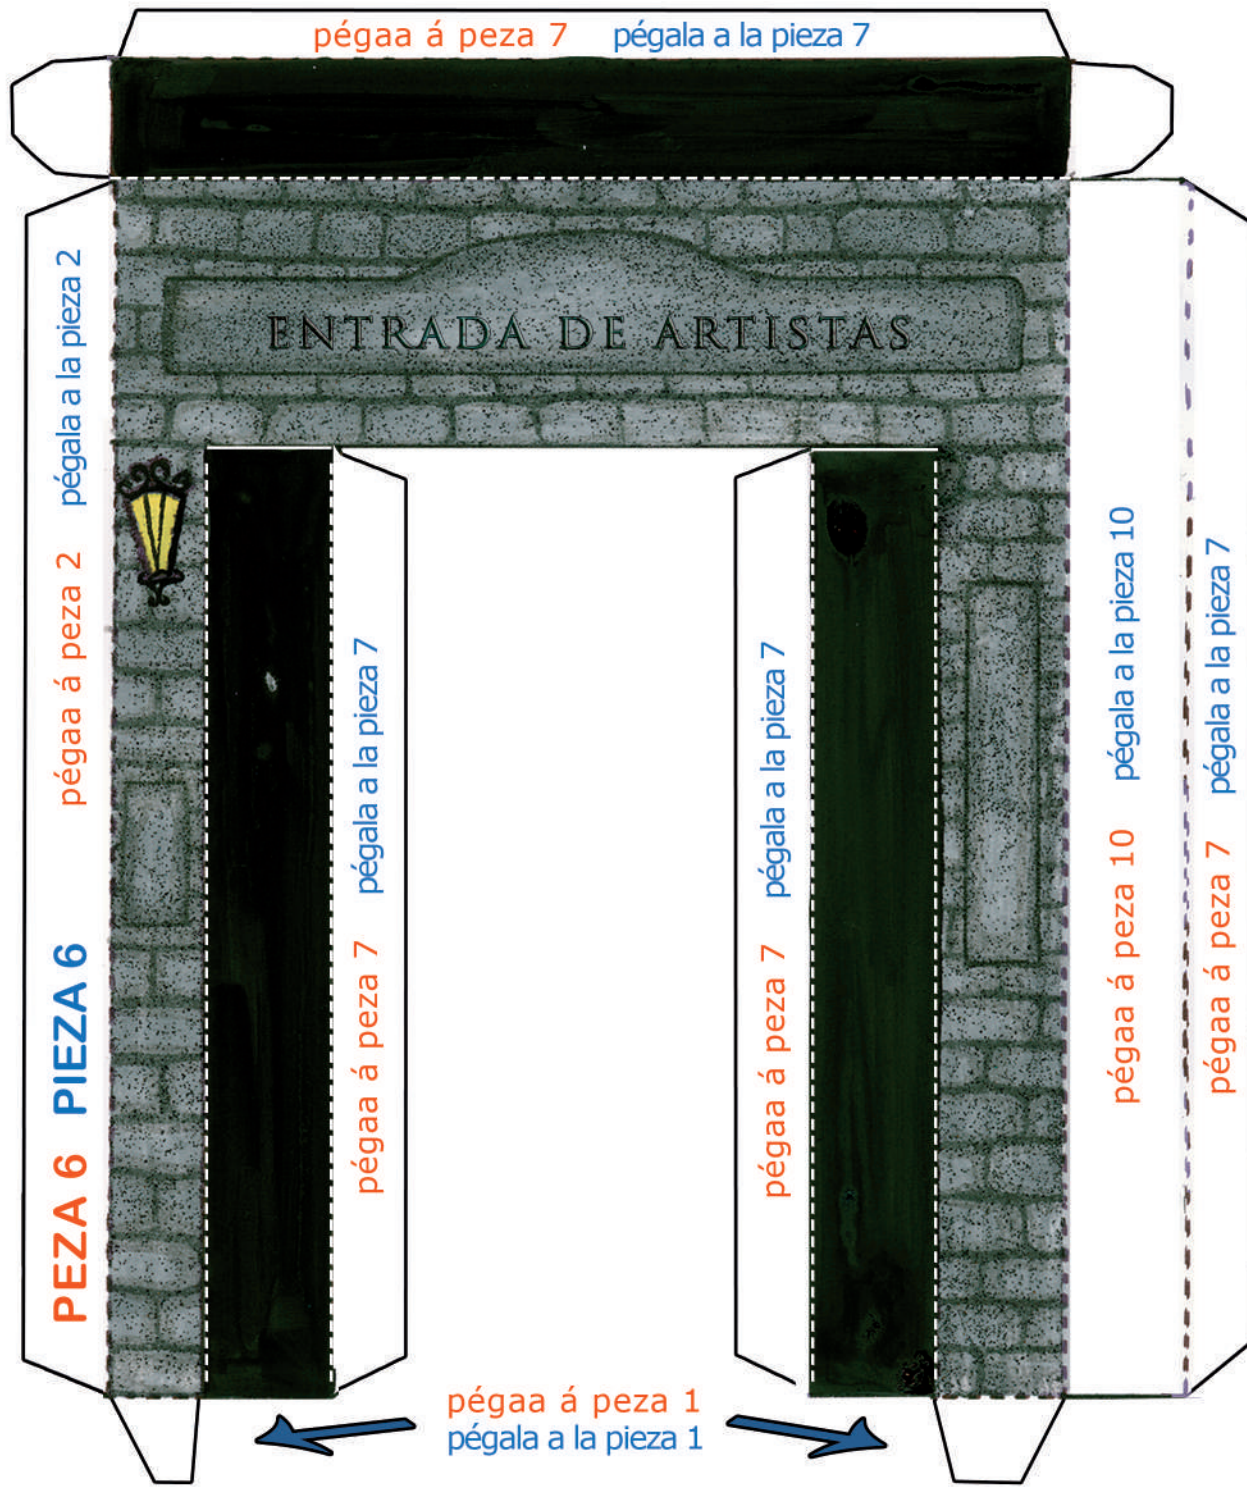 pégaa á peza 7 pégala a la pieza 7
ENTRADA DE ARTISTAS
pégaa á peza 2 pégala a la pieza 2
PEZA 6 PIEZA 6
pégaa á peza 7 pégala a la pieza 7
pégaa á peza 7 pégala a la pieza 7
pégaa á peza 10 pégala a la pieza 10
pégaa á peza 7 pégala a la pieza 7
pégaa á peza 1
pégala a la pieza 1